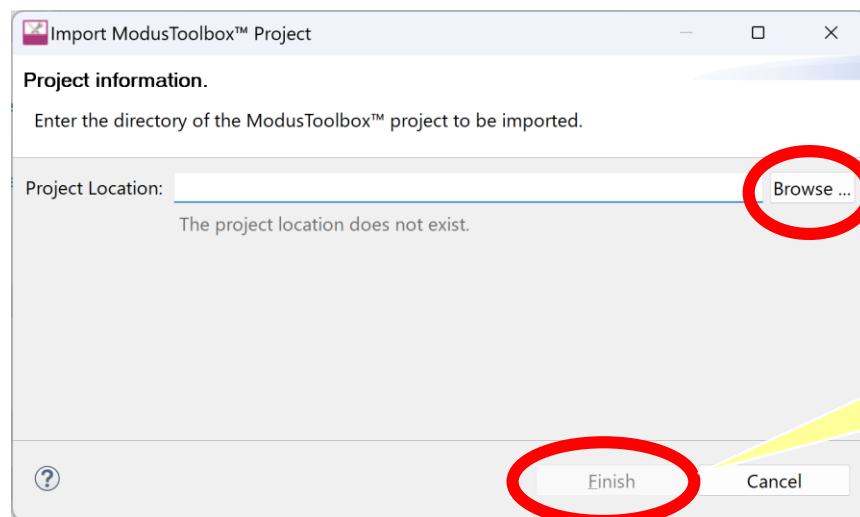 Import ModusToolbox™ Project
Project information.
Enter the directory of the ModusToolbox™ project to be imported.
Project Location:
Browse ...
The project location does not exist.
Finish
Cancel